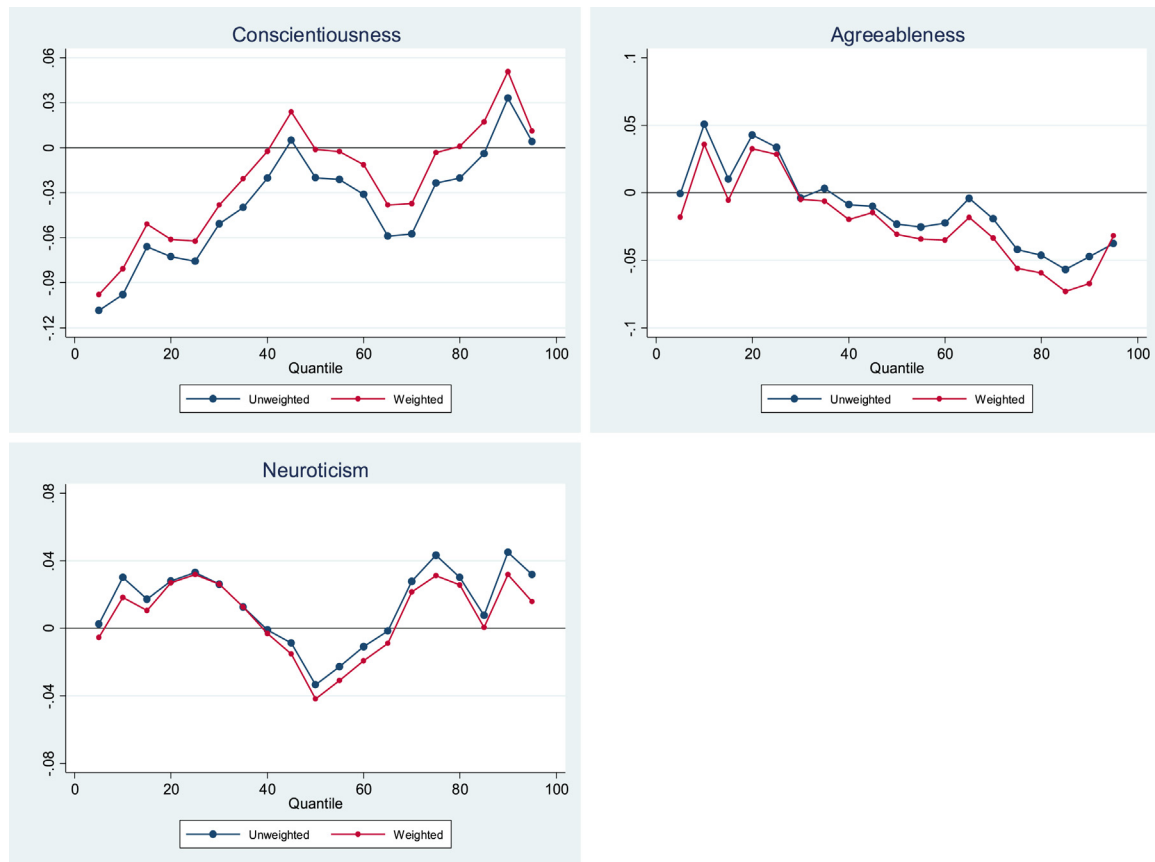 Conscientiousness
.06
.03
0
-.03
-.06
-.09
-.12
0 20 40 60 80 100
Quantile
Unweighted Weighted
Agreeableness
.1
.05
0
-.05
-.1
0 20 40 60 80 100
Quantile
Unweighted Weighted
Neuroticism
.08
.04
0
-.04
-.08
0 20 40 60 80 100
Quantile
Unweighted Weighted